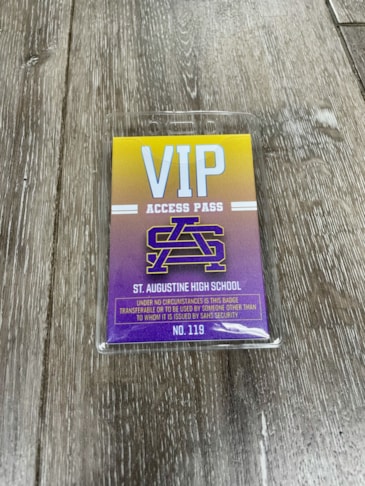 VIP
ACCESS PASS
SA
ST. AUGUSTINE HIGH SCHOOL
UNDER NO CIRCUMSTANCES IS THIS BADGE
TRANSFERABLE OR TO BE USED BY SOMEONE OTHER THAN
TO WHOM IT IS ISSUED BY SAHS SECURITY
NO. 119